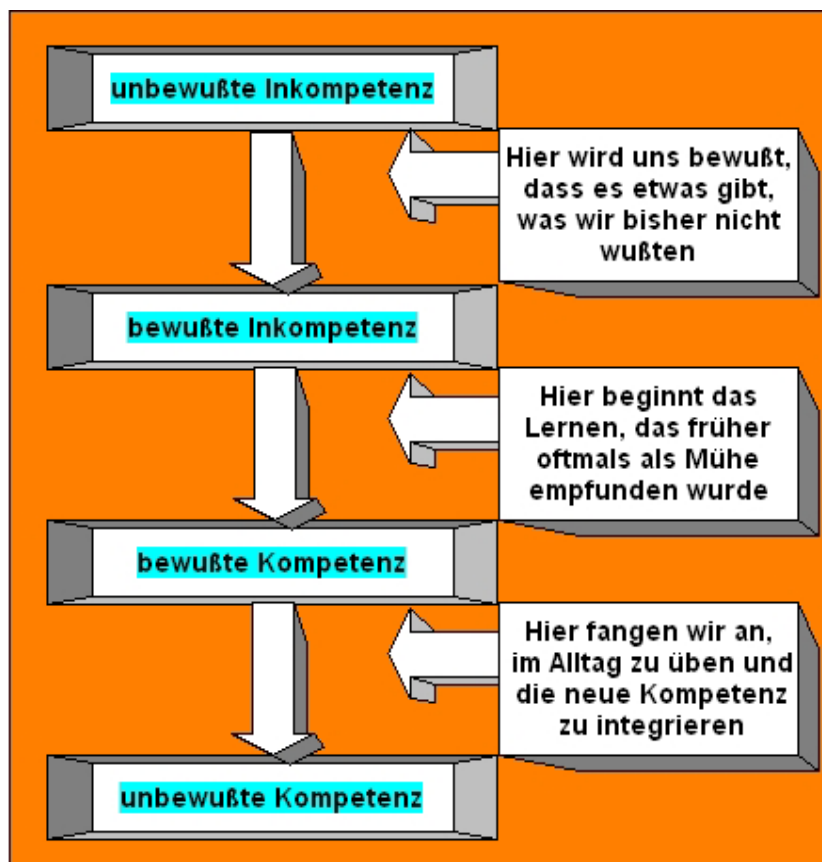 unbewußte Inkompetenz
Hier wird uns bewußt,
dass es etwas gibt,
was wir bisher nicht
wußten
bewußte Inkompetenz
Hier beginnt das
Lernen, das früher
oftmals als Mühe
empfunden wurde
bewußte Kompetenz
Hier fangen wir an,
im Alltag zu üben und
die neue Kompetenz
zu integrieren
unbewußte Kompetenz